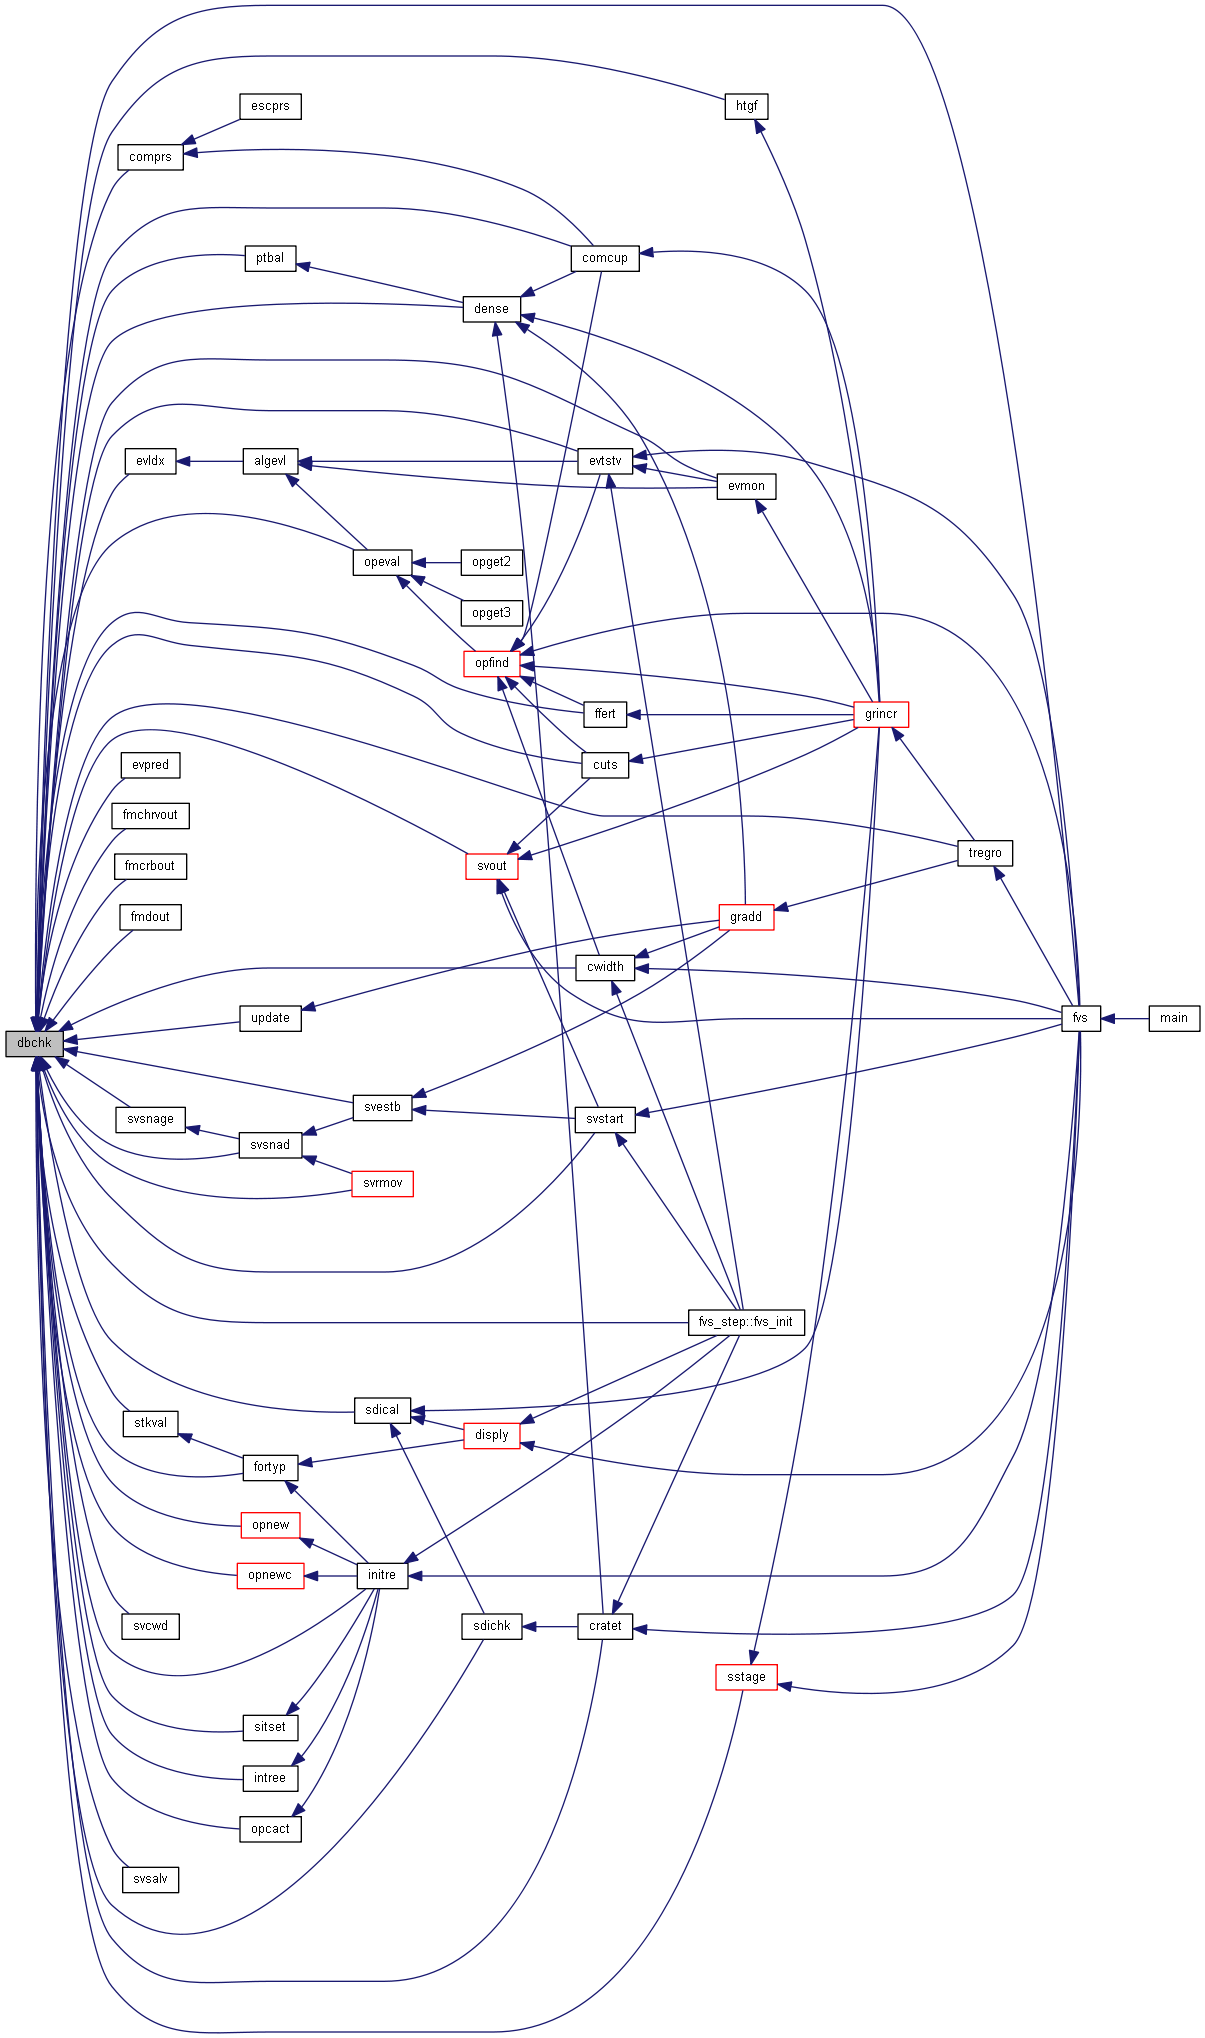 escprs
htgf
comprs
ptbal
comcup
dense
evldx
algevl
evtstv
evmon
opeval
opget2
opget3
opfind
ffert
grincr
evpred
cuts
fmchrvout
tregro
fmcrbout
svout
fmdout
gradd
cwidth
update
fvs
main
dbchk
svestb
svsnage
svstart
svsnad
svrmov
fvs_step::fvs_init
sdical
stkval
disply
fortyp
opnew
opnewc
initre
svcwd
sdichk
cratet
sstage
sitset
intree
opcact
svsalv